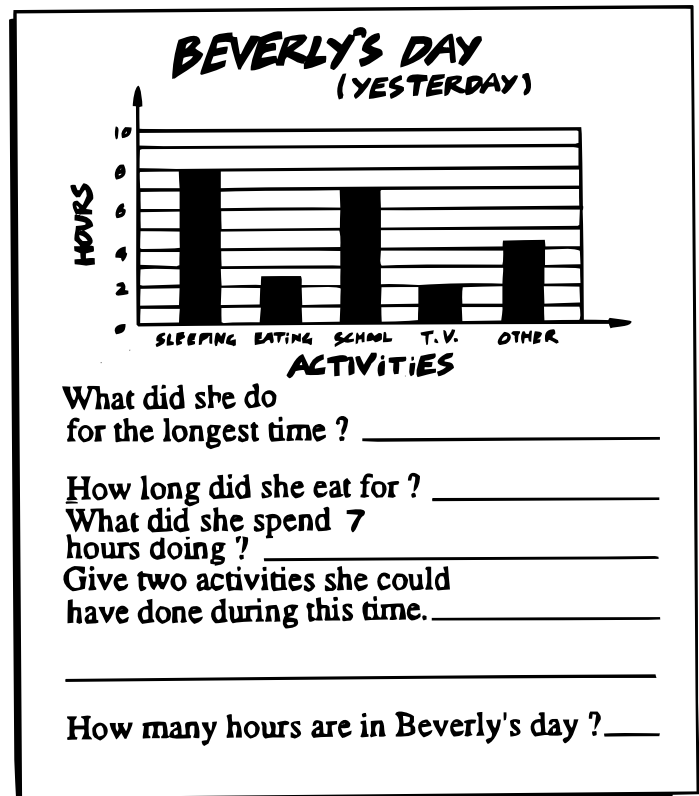 BEVERLY'S DAY
(YESTERDAY)
HOURS
10
8
6
4
2
0
SLEEPING EATING SCHOOL T.V. OTHER
ACTIVITIES
What did she do
for the longest time ?
How long did she eat for ?
What did she spend 7
hours doing ?
Give two activities she could
have done during this time.
How many hours are in Beverly's day ?